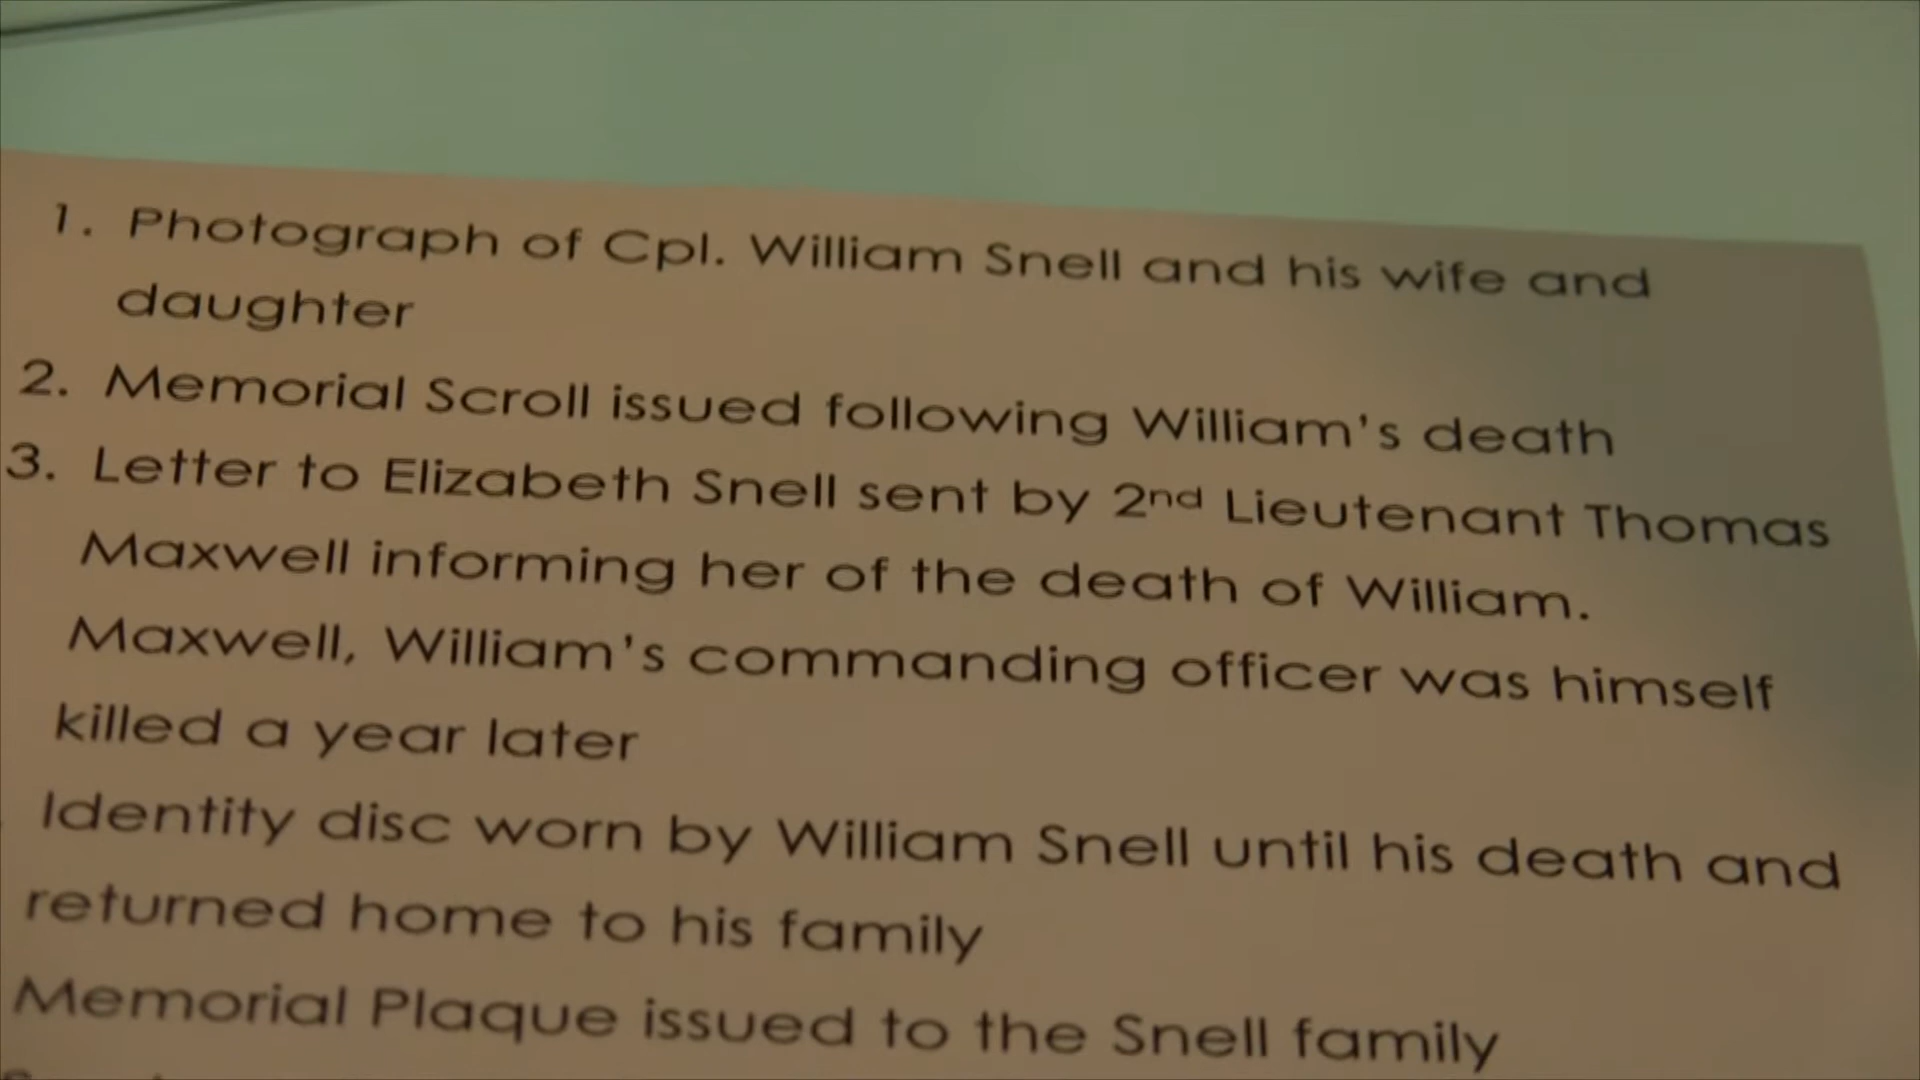 1. Photograph of Cpl. William Snell and his wife and
daughter
2. Memorial Scroll issued following William's death
3. Letter to Elizabeth Snell sent by 2nd Lieutenant Thomas
Maxwell informing her of the death of William.
Maxwell, William's commanding officer was himself
killed a year later
Identity disc worn by William Snell until his death and
returned home to his family
Memorial Plaque issued to the Snell family